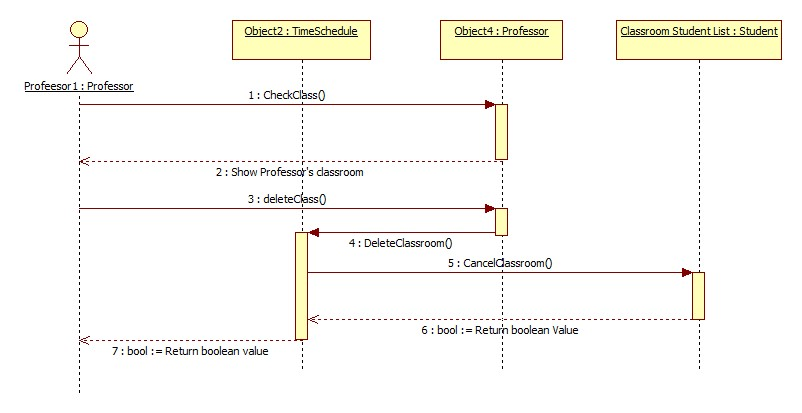 Object2 : TimeSchedule
Object4 : Professor
Classroom Student List : Student
Profeesor1 : Professor
1 : CheckClass()
2 : Show Professor's classroom
3 : deleteClass()
4 : DeleteClassroom()
5 : CancelClassroom()
6 : bool := Return boolean Value
7 : bool := Return boolean value